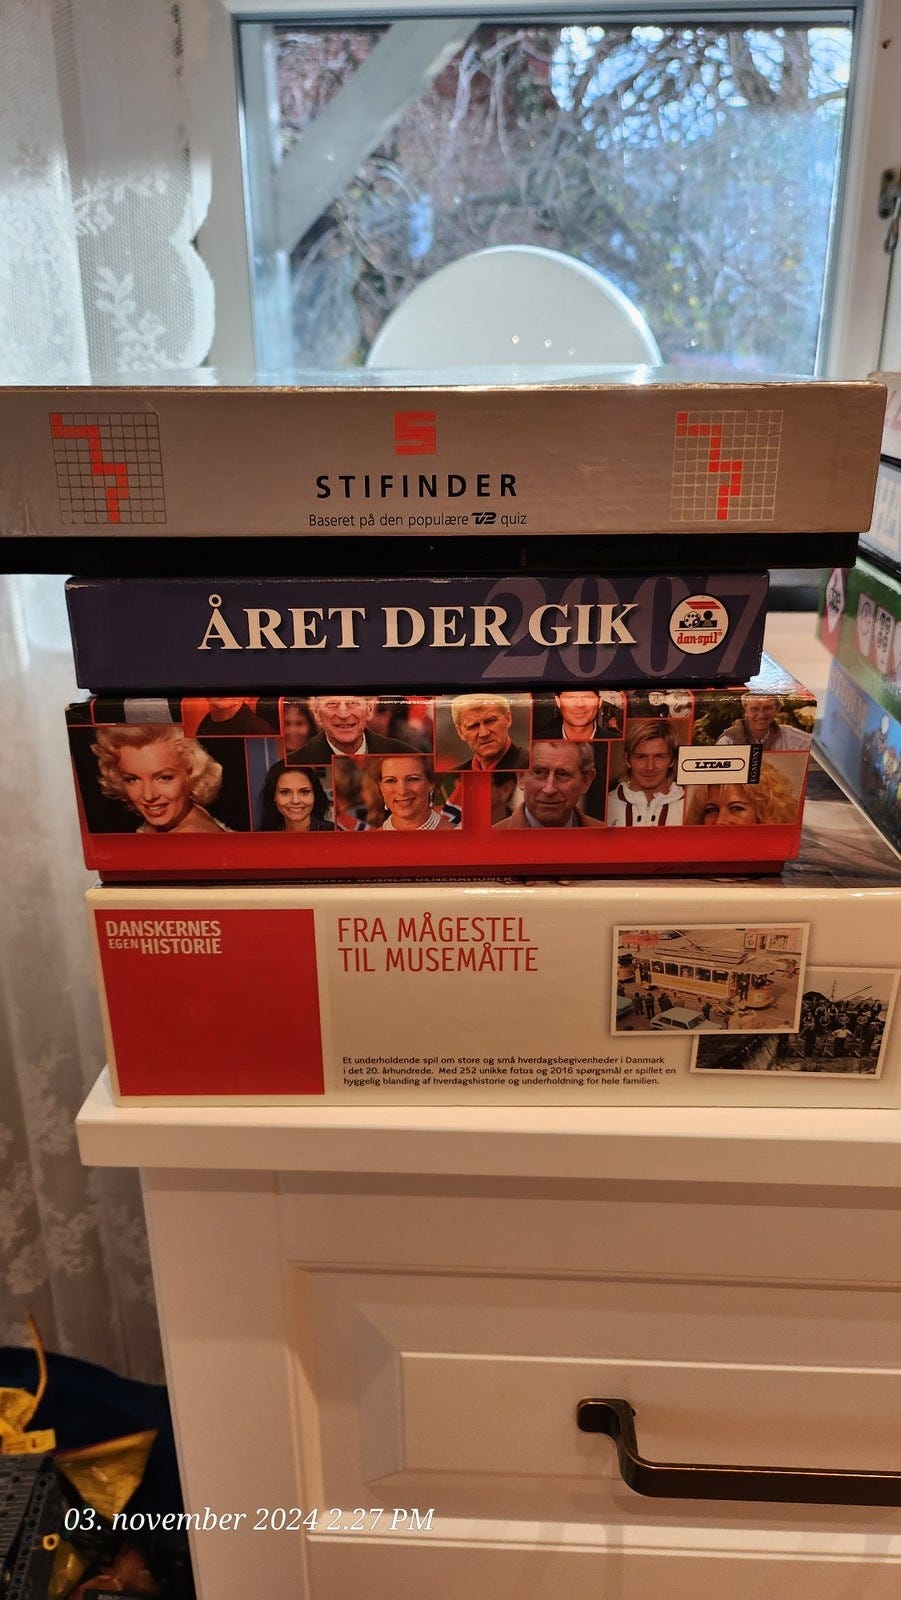 S
STIFINDER
Baseret på den populære TV2 quiz
ÅRET DER GIK
2007
dan-spil
LITAS
EGMONT
GENNEM GENERATIONER
DANSKERNES
EGEN HISTORIE
FRA MÅGESTEL
TIL MUSEMÅTTE
Et underholdende spil om store og små hverdagsbegivenheder i Danmark
i det 20. århundrede. Med 252 unikke fotos og 2016 spørgsmål er spillet en
hyggelig blanding af hverdagshistorie og underholdning for hele familien.
03. november 2024 2.27 PM